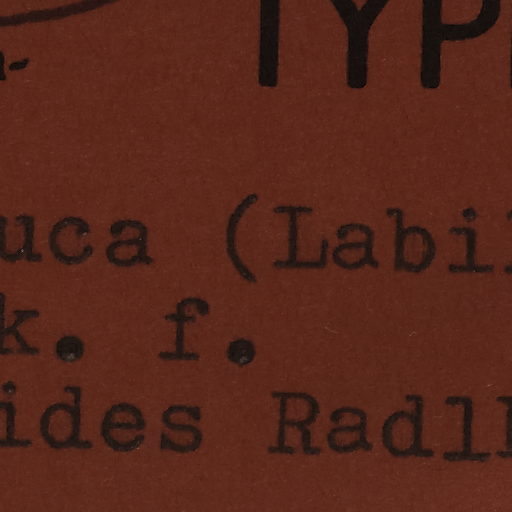 TYP
uca (Labi
k. f.
ides Radl